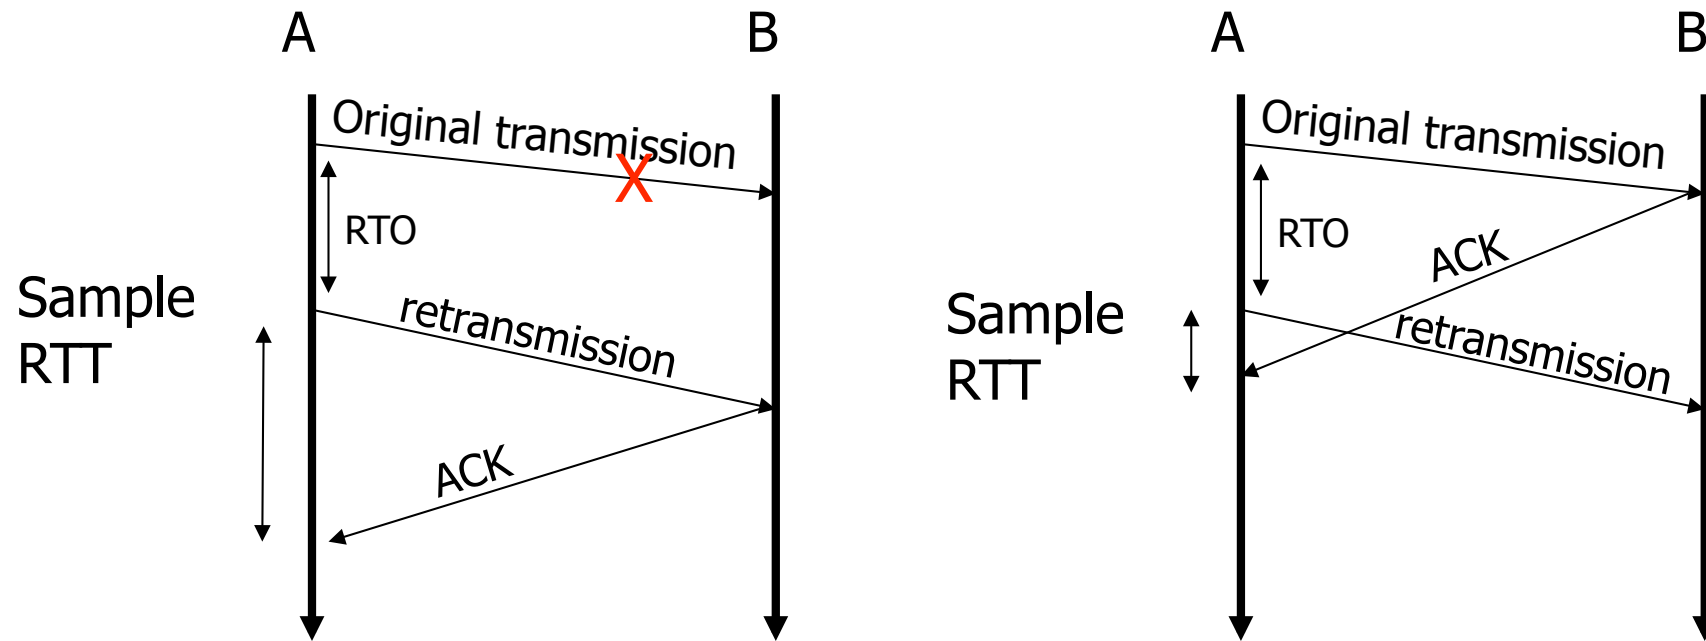 A
B
Original transmission
X
RTO
Sample
RTT
retransmission
ACK
A
B
Original transmission
RTO
ACK
Sample
RTT
retransmission